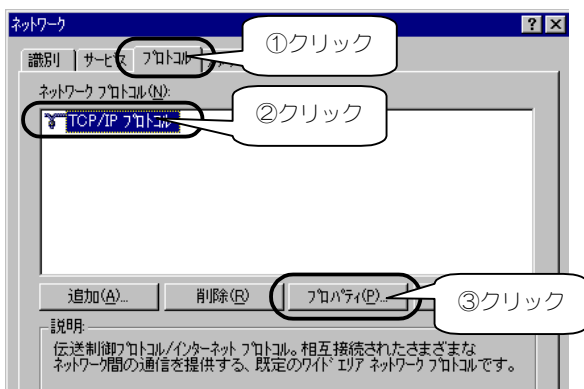 ネットワーク
識別 サービス プロトコル
①クリック
ネットワーク プロトコル(N):
TCP/IP プロトコル
②クリック
追加(A)... 削除(R) プロパティ(P)...
③クリック
説明:
伝送制御プロトコル/インターネット プロトコル。相互接続されたさまざまな
ネットワーク間の通信を提供する、既定のワイド エリア ネットワーク プロトコルです。